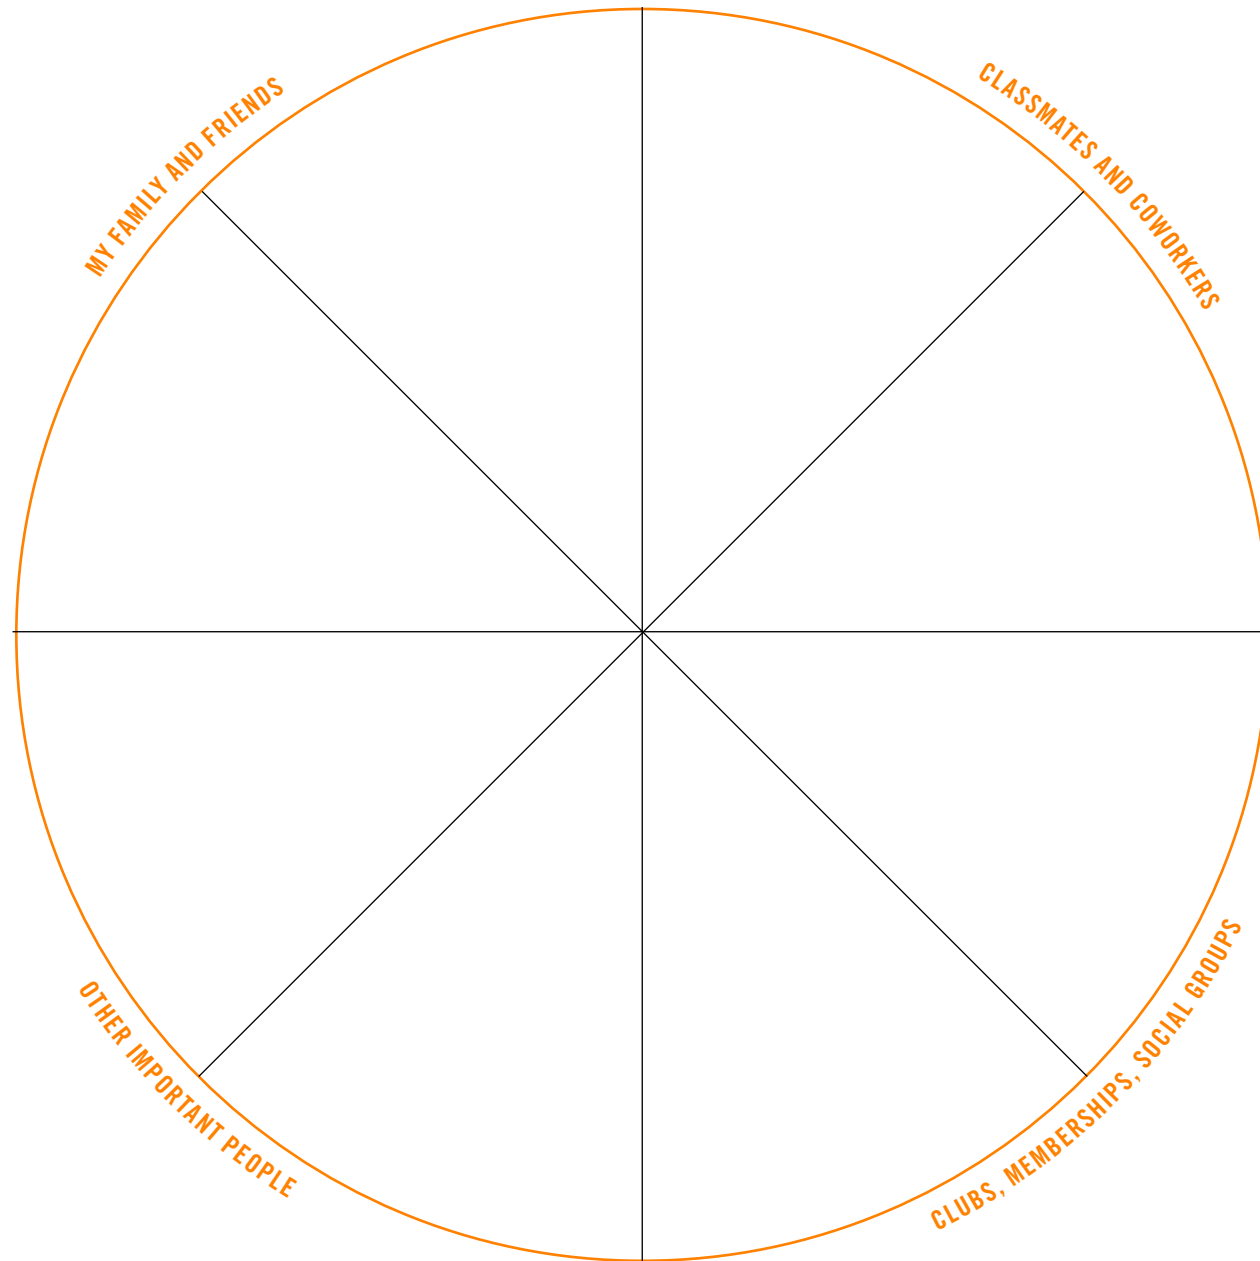 MY FAMILY AND FRIENDS
CLASSMATES AND COWORKERS
OTHER IMPORTANT PEOPLE
CLUBS, MEMBERSHIPS, SOCIAL GROUPS